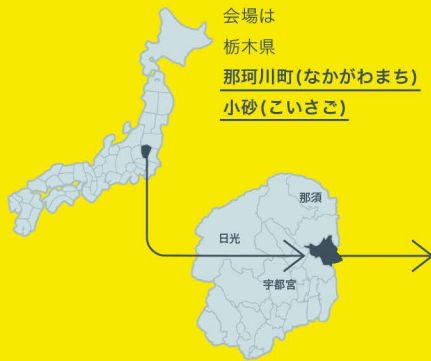 会場は
栃木県
那珂川町(なかがわまち)
小砂(こいさご)
那須
日光
宇都宮